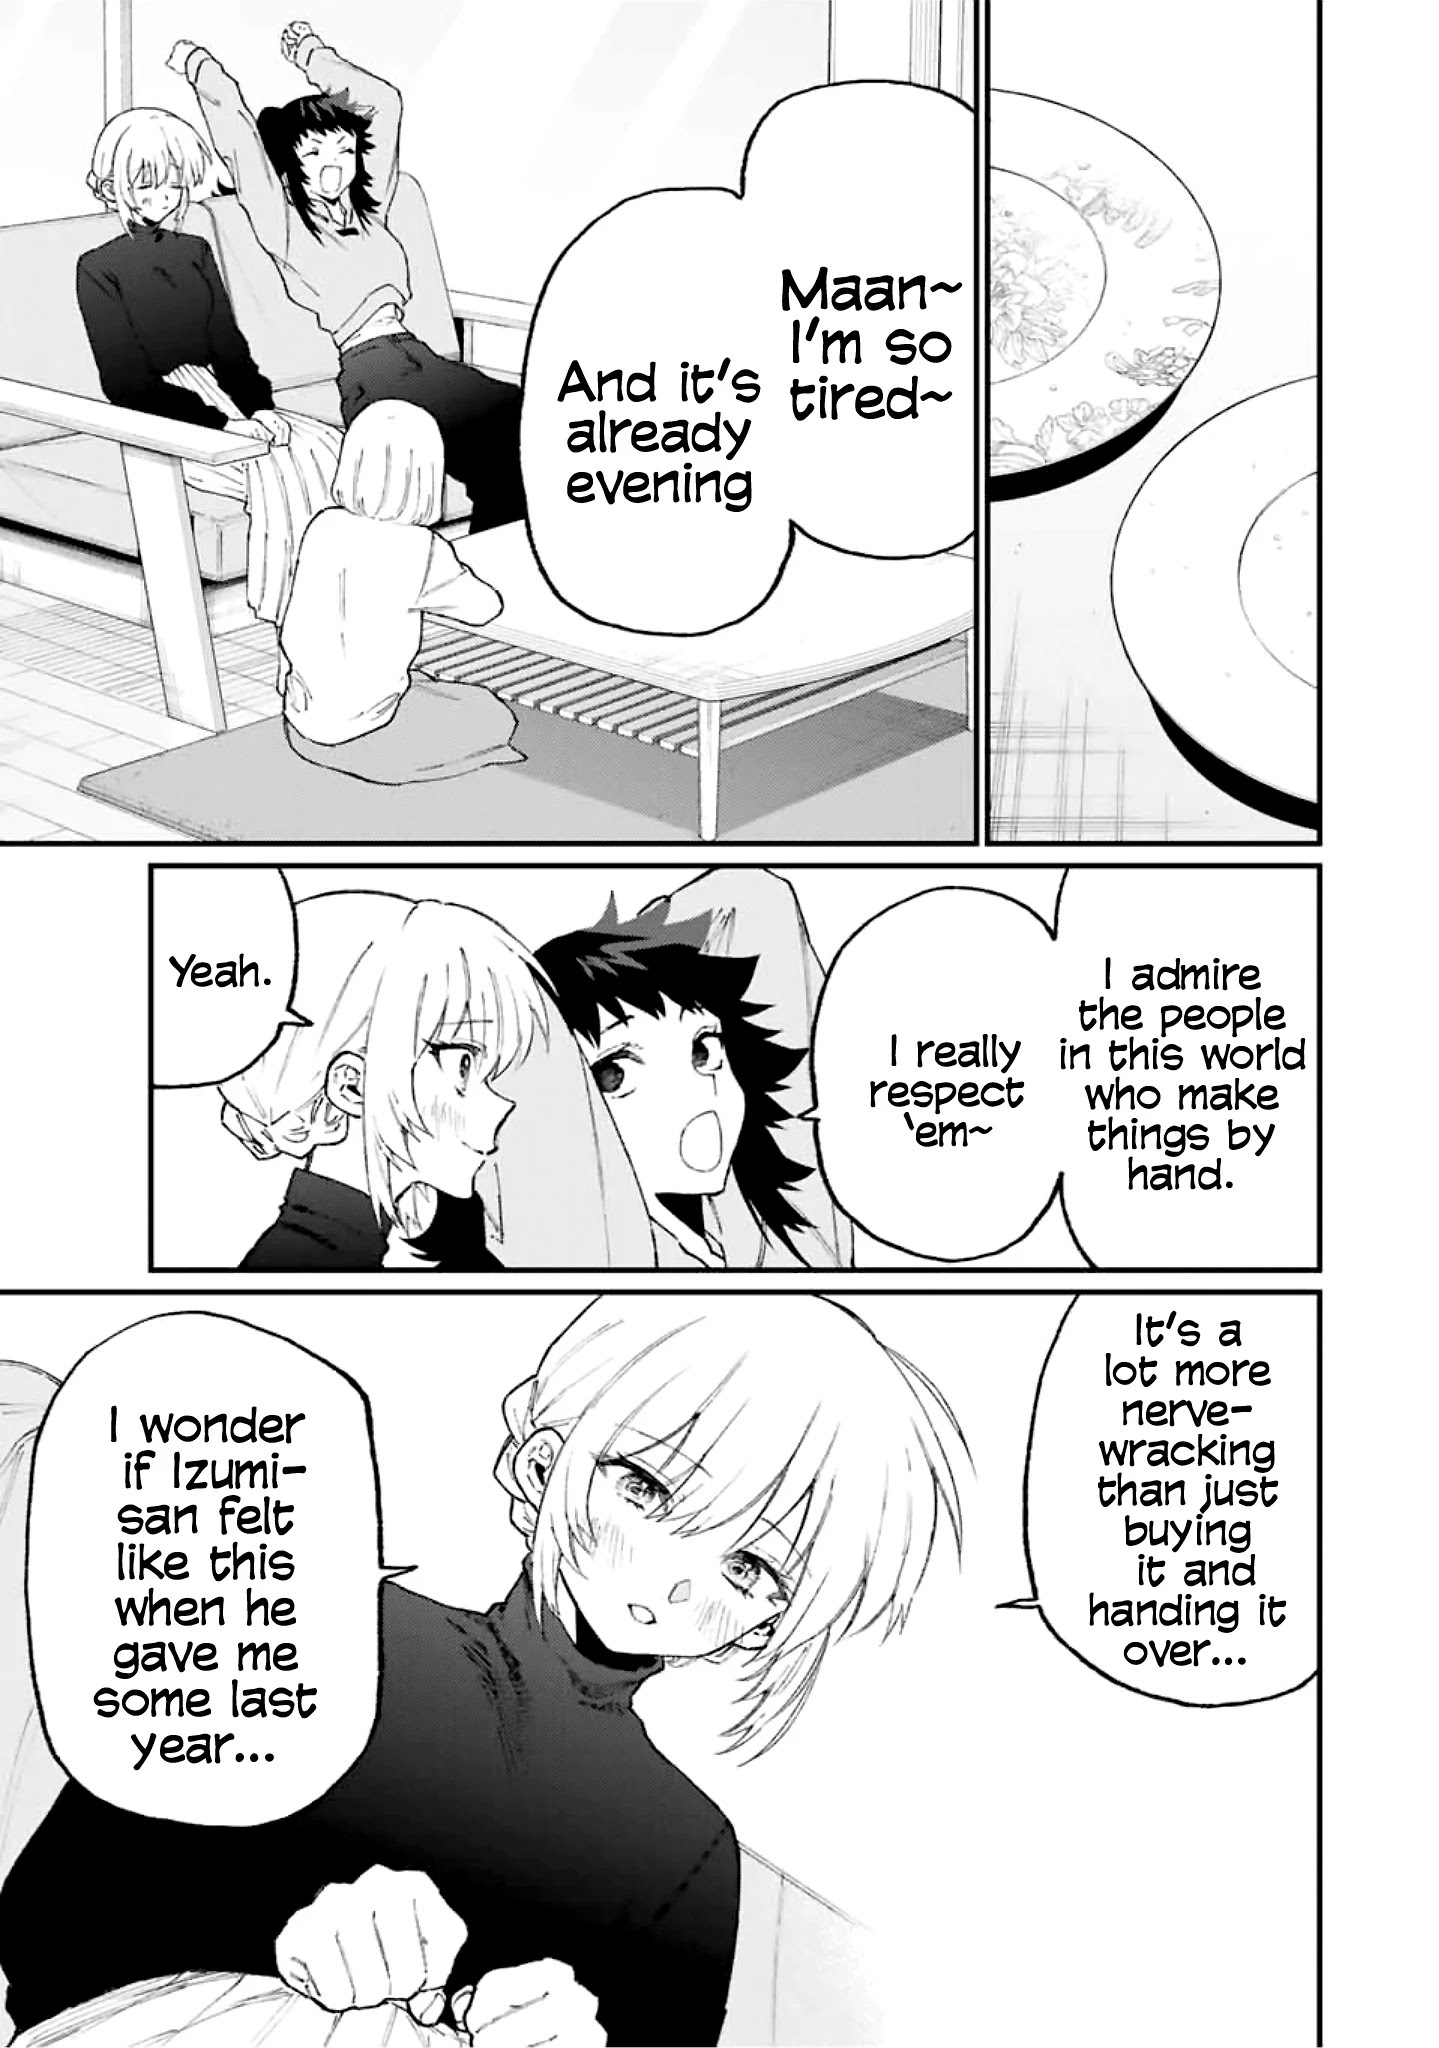 Maan~
I'm so
tired~
And it's
already
evening
I admire
the people
in this world
who make
things by
hand.
I really
respect
'em~
Yeah.
It's a
lot more
nerve-
wracking
than just
buying
it and
handing it
over...
I wonder
if Izumi-
san felt
like this
when he
gave me
some last
year...